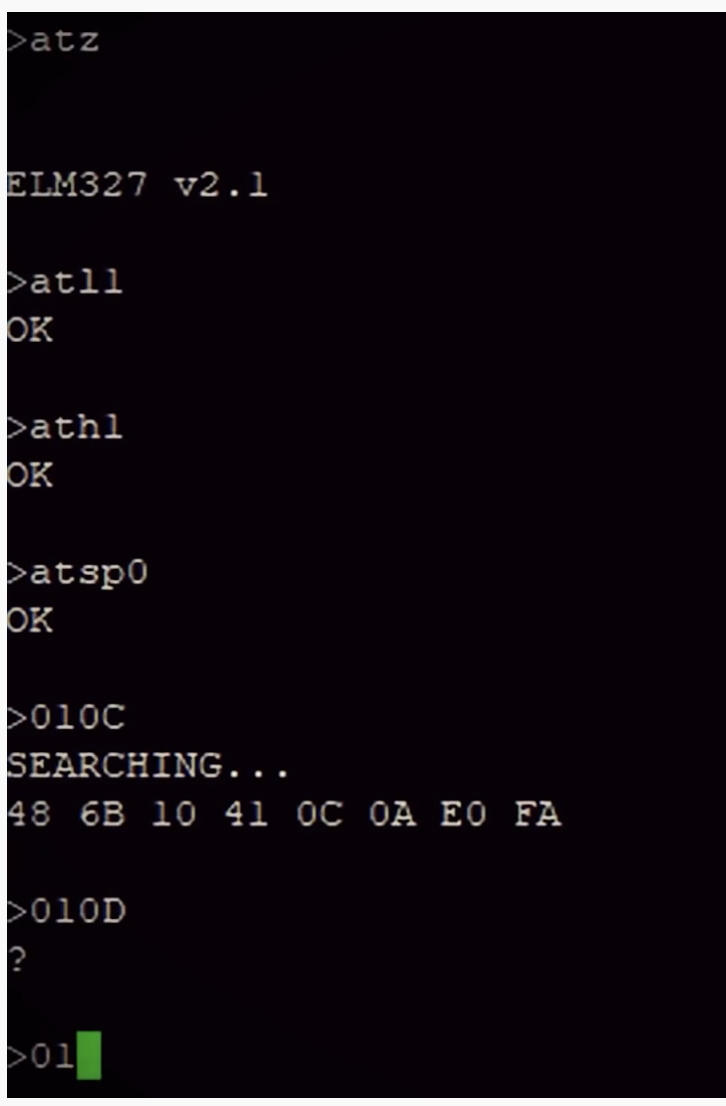 >atz
ELM327 v2.1
>atl1
OK
>ath1
OK
>atsp0
OK
>010C
SEARCHING...
48 6B 10 41 0C 0A E0 FA
>010D
?
>01